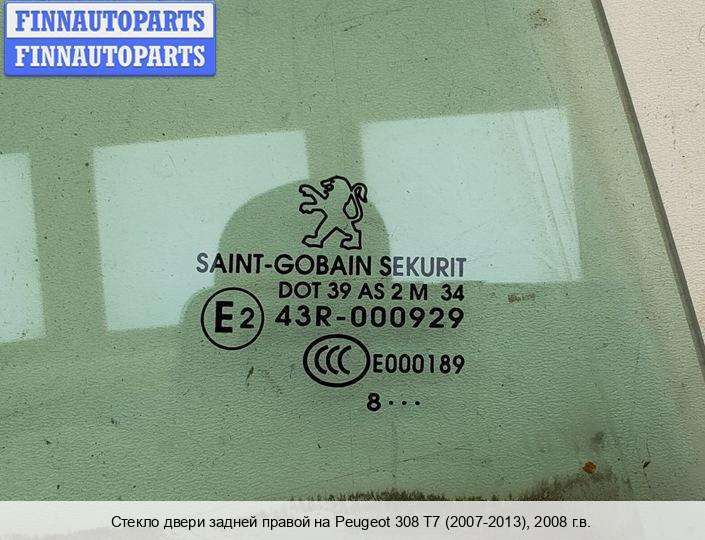 FINNAUTOPARTS
FINNAUTOPARTS
SAINT-GOBAIN SEKURIT
DOT 39 AS 2 M 34
E2 43R-000929
CCC E000189
8 ...
Стекло двери задней правой на Peugeot 308 T7 (2007-2013), 2008 г.в.